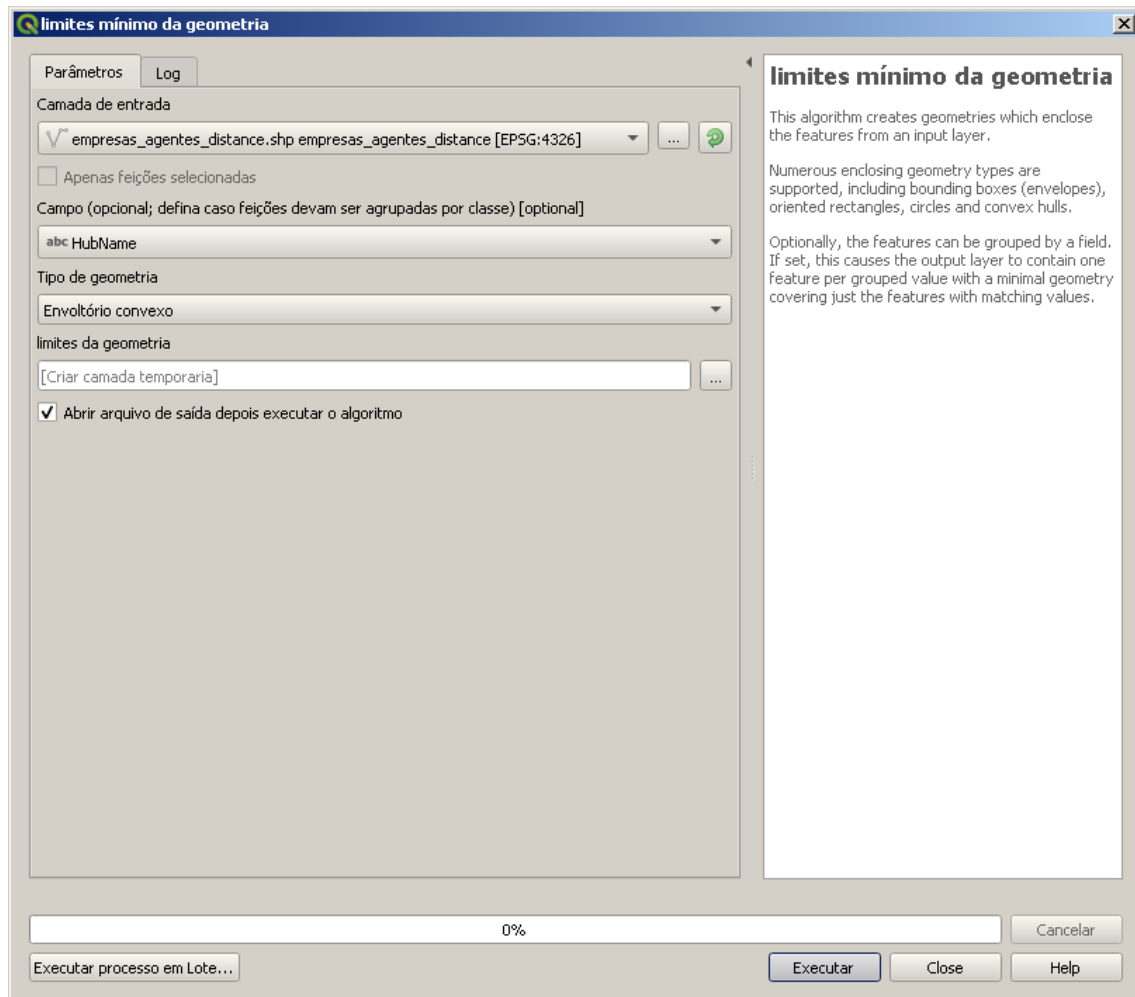 limites mínimo da geometria
Parâmetros
Log
Camada de entrada
empresas_agentes_distance.shp empresas_agentes_distance [EPSG:4326]
...
Apenas feições selecionadas
Campo (opcional; defina caso feições devam ser agrupadas por classe) [optional]
abc HubName
Tipo de geometria
Envoltório convexo
limites da geometria
[Criar camada temporaria]
...
Abrir arquivo de saída depois executar o algoritmo
limites mínimo da geometria
This algorithm creates geometries which enclose
the features from an input layer.
Numerous enclosing geometry types are
supported, including bounding boxes (envelopes),
oriented rectangles, circles and convex hulls.
Optionally, the features can be grouped by a field.
If set, this causes the output layer to contain one
feature per grouped value with a minimal geometry
covering just the features with matching values.
0%
Cancelar
Executar processo em Lote...
Executar
Close
Help